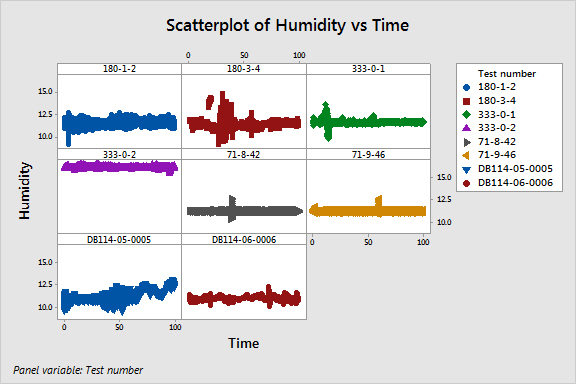 Scatterplot of Humidity vs Time
0 50 100
180-1-2 180-3-4 333-0-1
15.0
12.5
10.0
333-0-2 71-8-42 71-9-46
15.0
12.5
10.0
0 50 100
DB114-05-0005 DB114-06-0006
15.0
12.5
10.0
0 50 100
Humidity
Time
Test number
180-1-2
180-3-4
333-0-1
333-0-2
71-8-42
71-9-46
DB114-05-0005
DB114-06-0006
Panel variable: Test number